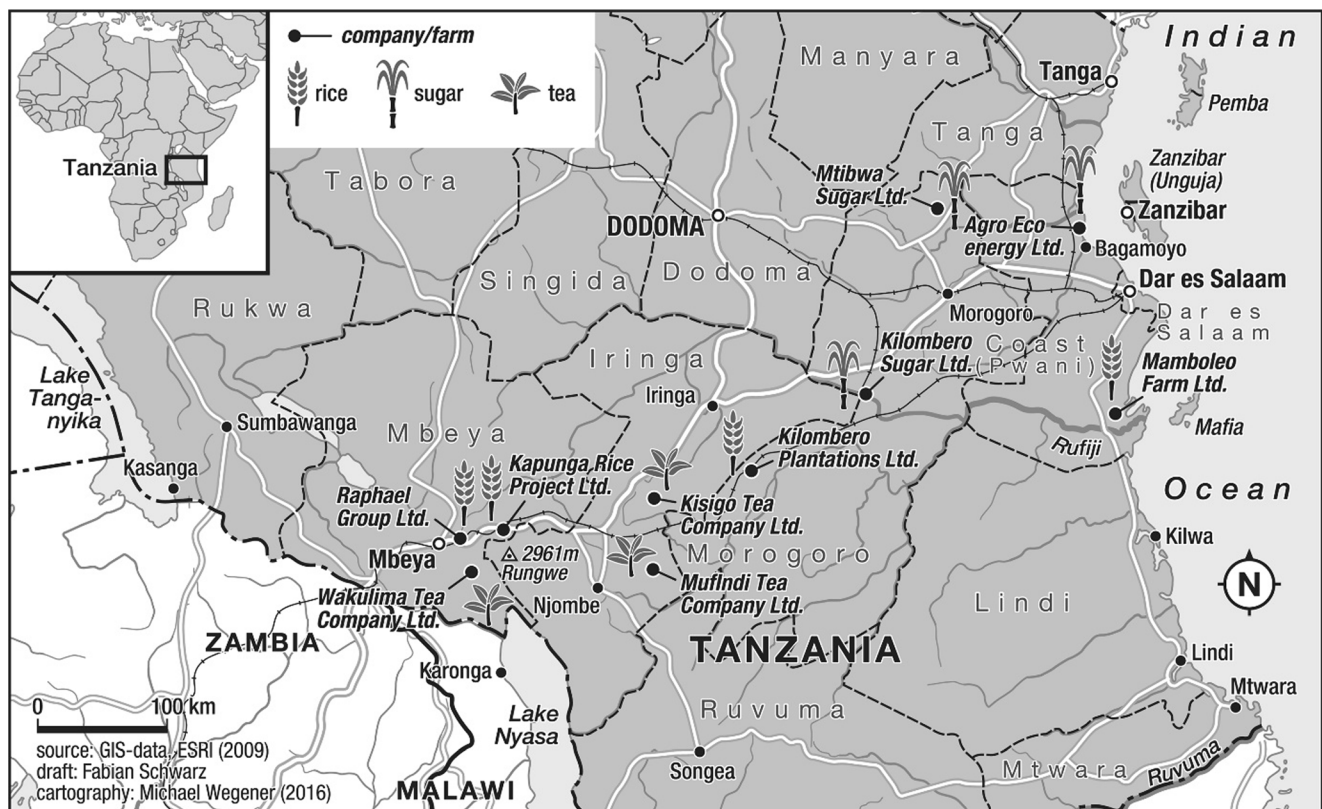 Tanzania
company/farm
rice
sugar
tea
Indian
Manyara
Tanga
Pemba
Tanga
Zanzibar
(Unguja)
Zanzibar
Tabora
Mtibwa
Sugar Ltd.
DODOMA
Agro Eco
energy Ltd.
Bagamoyo
Singida
Dodoma
Rukwa
Dar es Salaam
Morogoro
Dar es
Salaam
Coast
(Pwani)
Iringa
Kilombero
Sugar Ltd.
Mamboleo
Farm Ltd.
Lake
Tanga-
nyika
Iringa
Mafia
Sumbawanga
Mbeya
Kilombero
Plantations Ltd.
Rufiji
Kasanga
Kapunga Rice
Project Ltd.
Raphael
Group Ltd.
Kisigo Tea
Company Ltd.
Ocean
Mbeya
2961m
Rungwe
Morogoro
Kilwa
N
Wakulima Tea
Company Ltd.
Njombe
MufIndi Tea
Company Ltd.
Lindi
ZAMBIA
TANZANIA
Karonga
Lindi
Mtwara
0 100 km
Lake
Nyasa
Ruvuma
source: GIS-data, ESRI (2009)
draft: Fabian Schwarz
cartography: Michael Wegener (2016)
Songea
Mtwara
Ruvuma
MALAWI